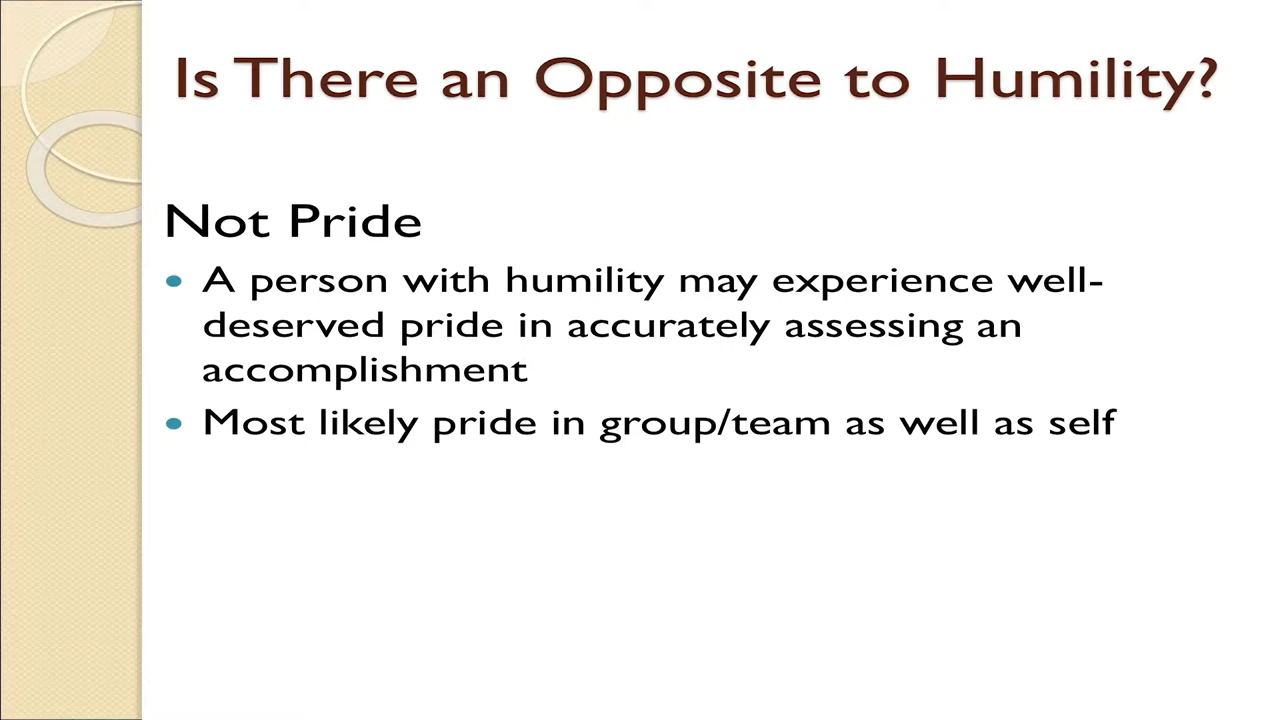 Is There an Opposite to Humility?
Not Pride
• A person with humility may experience well-
deserved pride in accurately assessing an
accomplishment
• Most likely pride in group/team as well as self